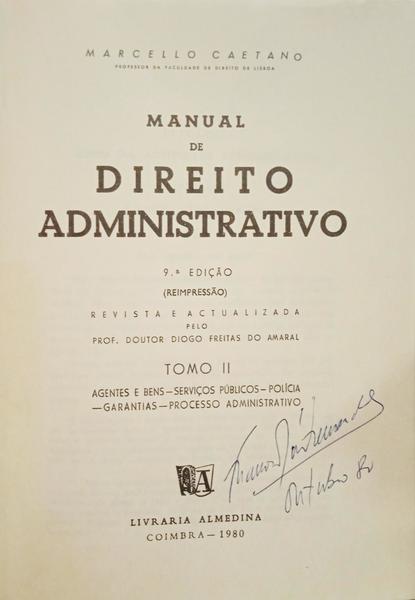 MARCELLO CAETANO
PROFESSOR DA FACULDADE DE DIREITO DE LISBOA
MANUAL
DE
DIREITO
ADMINISTRATIVO
9.ª EDIÇÃO
(REIMPRESSÃO)
REVISTA E ACTUALIZADA
PELO
PROF. DOUTOR DIOGO FREITAS DO AMARAL
TOMO II
AGENTES E BENS—SERVIÇOS PÚBLICOS—POLÍCIA
—GARANTIAS—PROCESSO ADMINISTRATIVO
Outubro 80
LIVRARIA ALMEDINA
COIMBRA—1980